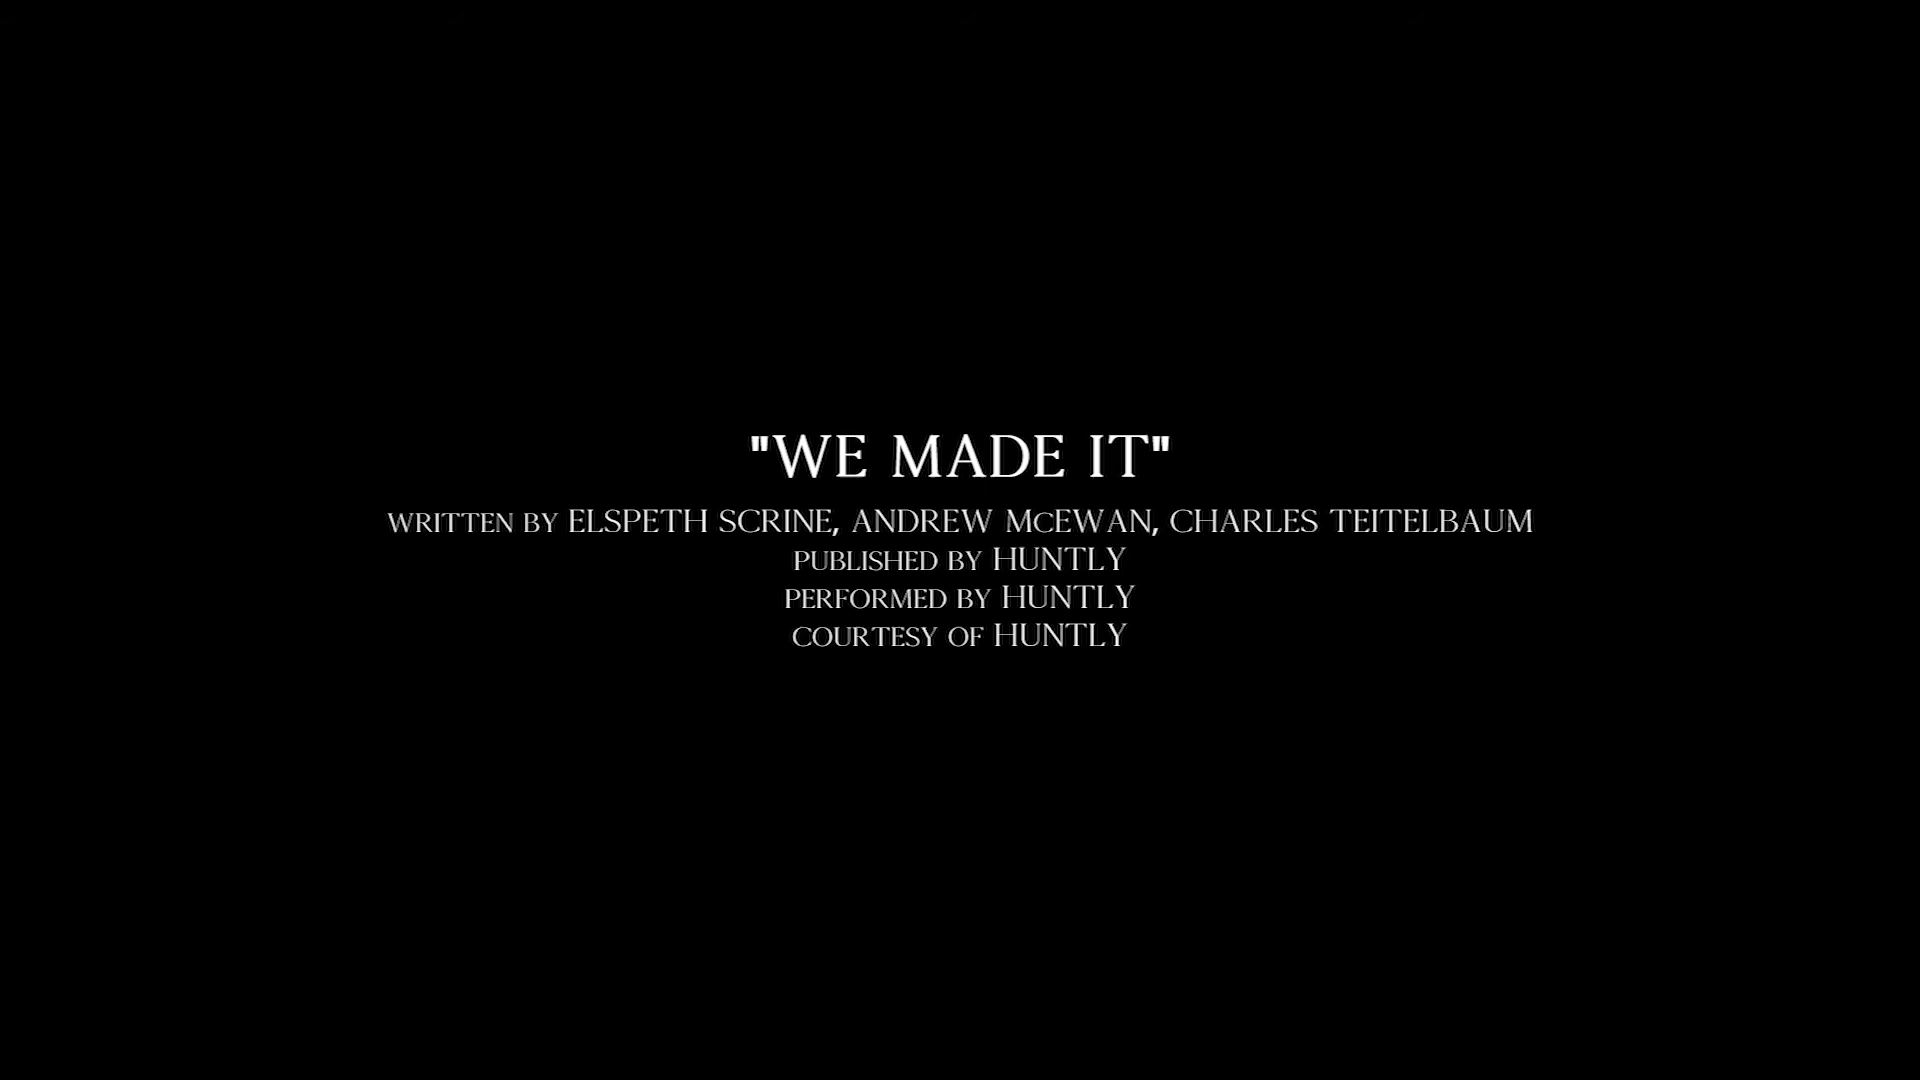 "WE MADE IT"
WRITTEN BY ELSPETH SCRINE, ANDREW McEWAN, CHARLES TEITELBAUM
PUBLISHED BY HUNTLY
PERFORMED BY HUNTLY
COURTESY OF HUNTLY